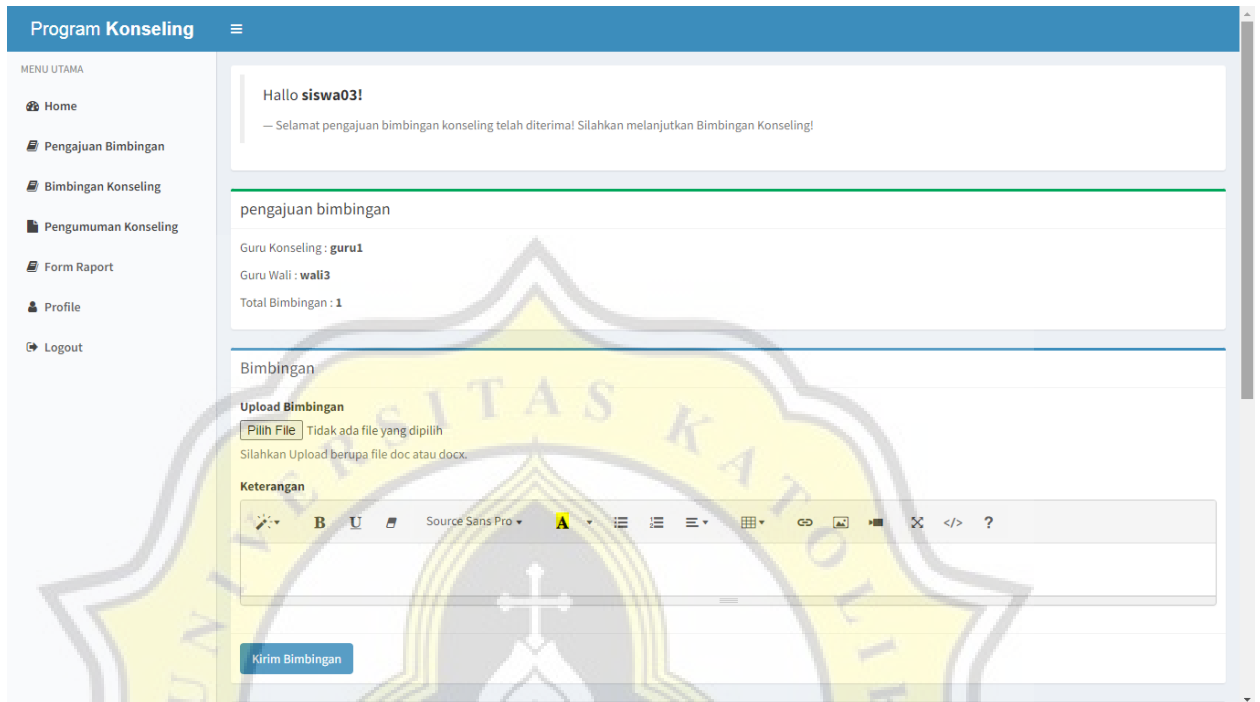 Program Konseling
MENU UTAMA
Home
Pengajuan Bimbingan
Bimbingan Konseling
Pengumuman Konseling
Form Raport
Profile
Logout
Hallo siswa03!
— Selamat pengajuan bimbingan konseling telah diterima! Silahkan melanjutkan Bimbingan Konseling!
pengajuan bimbingan
Guru Konseling : guru1
Guru Wali : wali3
Total Bimbingan : 1
Bimbingan
Upload Bimbingan
Pilih File Tidak ada file yang dipilih
Silahkan Upload berupa file doc atau docx.
Keterangan
B U Source Sans Pro A </> ?
Kirim Bimbingan
UNIVERSITAS KATOLIK